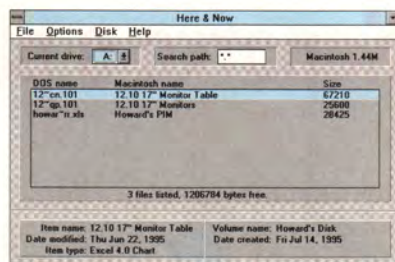 Here & Now
File Options Disk Help
Current drive: A: Search path: *.* Macintosh 1.44M
DOS name Macintosh name Size
12~cn.101 12.10 17" Monitor Table 67210
12~qp.101 12.10 17" Monitors 25600
howar~n.xls Howard's PIM 28425
3 files listed, 1206784 bytes free.
Item name: 12.10 17" Monitor Table Volume name: Howard's Disk
Date modified: Thu Jun 22, 1995 Date created: Fri Jul 14, 1995
Item type: Excel 4.0 Chart